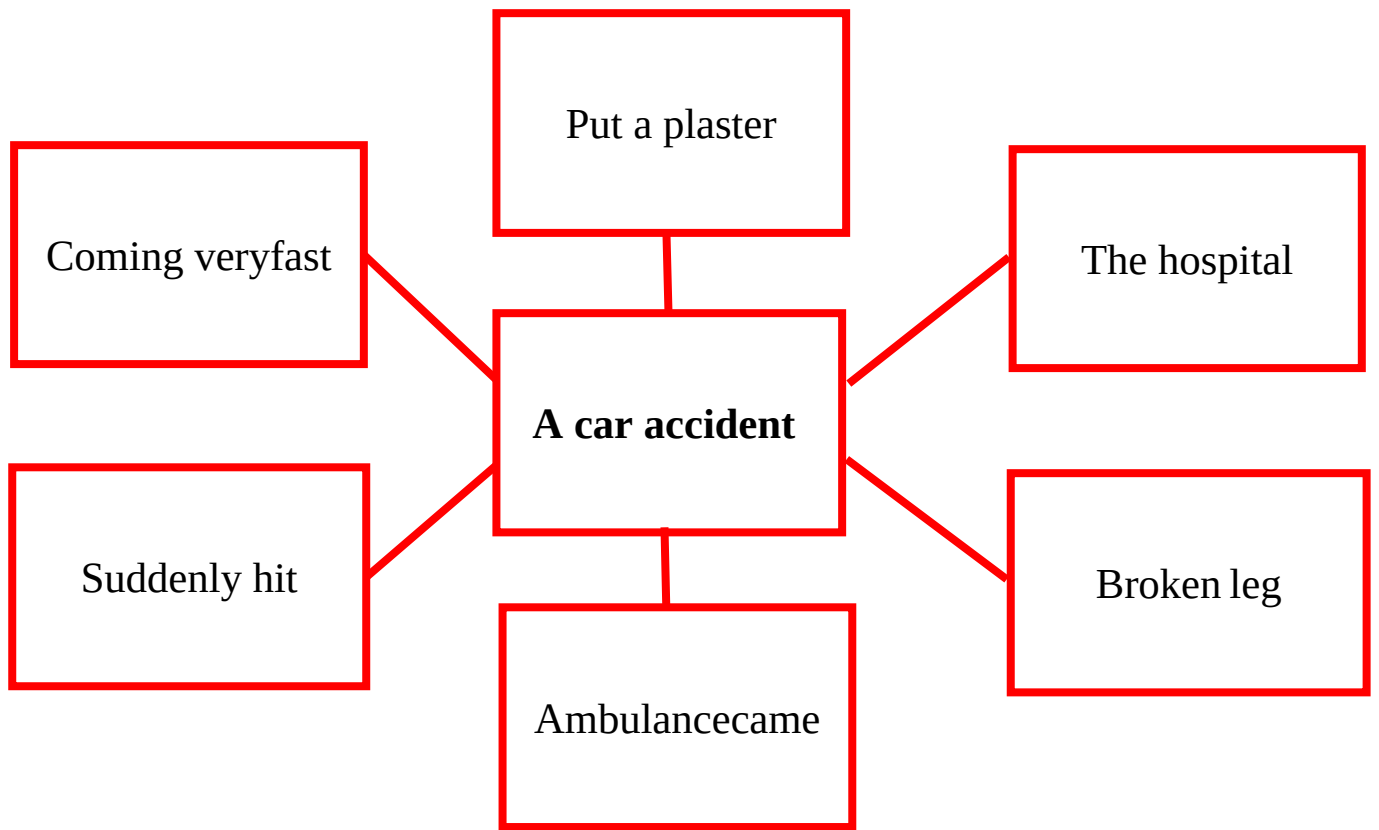 Put a plaster
Coming veryfast
The hospital
A car accident
Suddenly hit
Broken leg
Ambulancecame